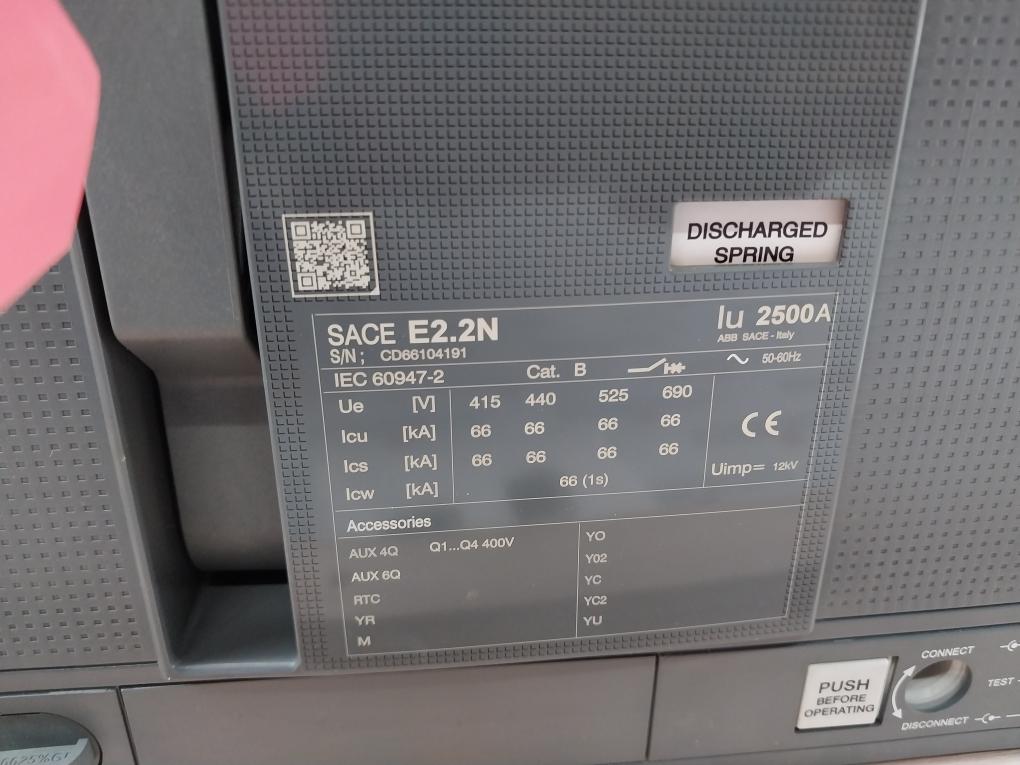 DISCHARGED
SPRING
SACE E2.2N
Iu 2500A
S/N; CD66104191
ABB SACE - Italy
IEC 60947-2 Cat. B
50-60Hz
Ue [V] 415 440 525 690
Icu [kA] 66 66 66 66
CE
Ics [kA] 66 66 66 66
Uimp= 12kV
Icw [kA] 66 (1s)
Accessories
AUX 4Q Q1...Q4 400V
AUX 6Q
RTC
YR
M
YO
Y02
YC
YC2
YU
PUSH
BEFORE
OPERATING
CONNECT
TEST
DISCONNECT